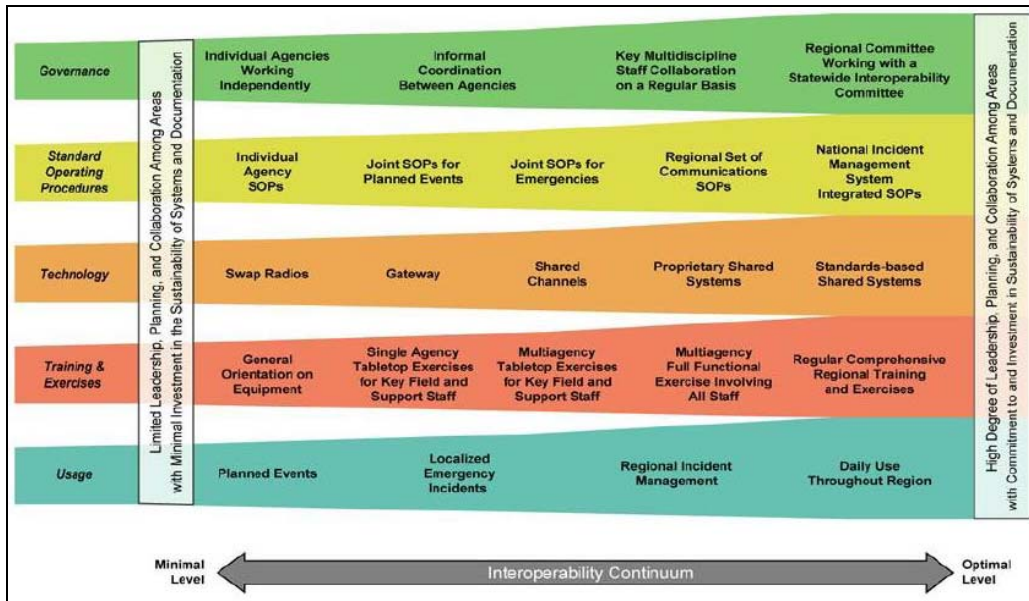 Governance
Individual Agencies
Working
Independently
Informal
Coordination
Between Agencies
Key Multidiscipline
Staff Collaboration
on a Regular Basis
Regional Committee
Working with a
Statewide Interoperability
Committee
Standard
Operating
Procedures
Individual
Agency
SOPs
Joint SOPs for
Planned Events
Joint SOPs for
Emergencies
Regional Set of
Communications
SOPs
National Incident
Management
System
Integrated SOPs
Technology
Swap Radios
Gateway
Shared
Channels
Proprietary Shared
Systems
Standards-based
Shared Systems
Training &
Exercises
General
Orientation on
Equipment
Single Agency
Tabletop Exercises
for Key Field and
Support Staff
Multiagency
Tabletop Exercises
for Key Field and
Support Staff
Multiagency
Full Functional
Exercise Involving
All Staff
Regular Comprehensive
Regional Training
and Exercises
Usage
Planned Events
Localized
Emergency
Incidents
Regional Incident
Management
Daily Use
Throughout Region
Limited Leadership, Planning, and Collaboration Among Areas
with Minimal Investment in the Sustainability of Systems and Documentation
High Degree of Leadership, Planning, and Collaboration Among Areas
with Commitment to and Investment in Sustainability of Systems and Documentation
Minimal
Level
Interoperability Continuum
Optimal
Level